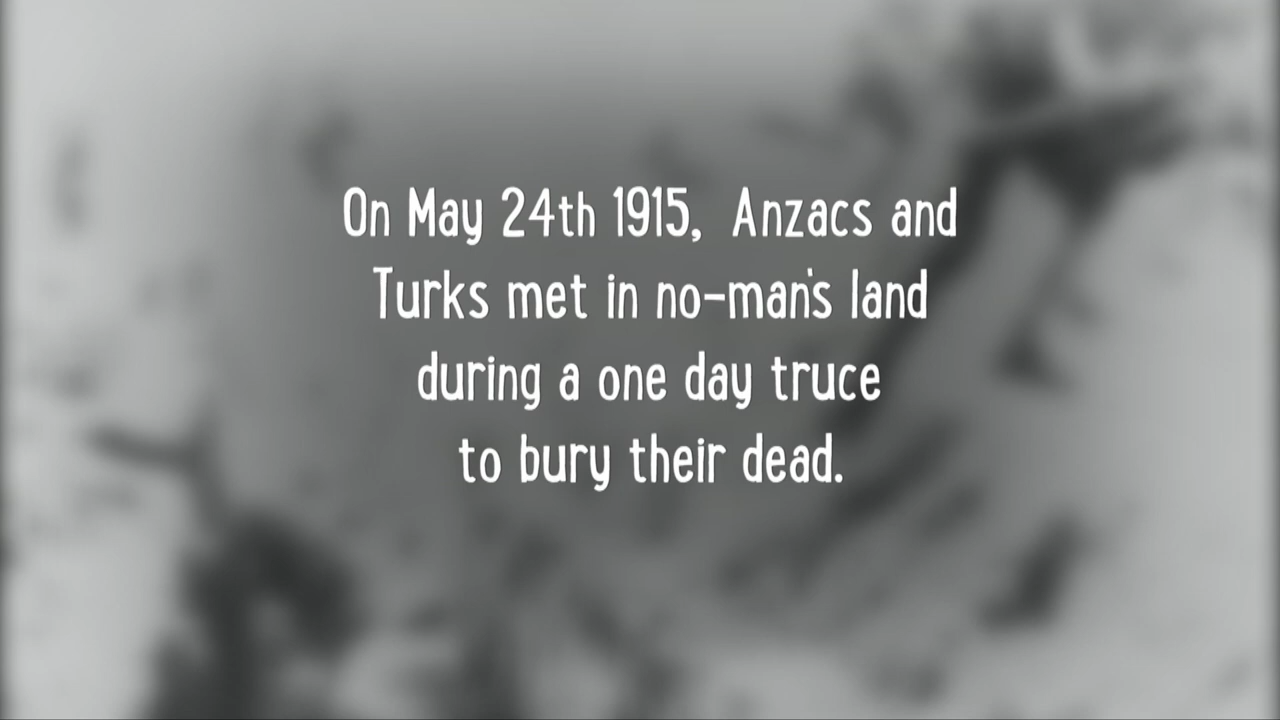 On May 24th 1915, Anzacs and
Turks met in no-man's land
during a one day truce
to bury their dead.